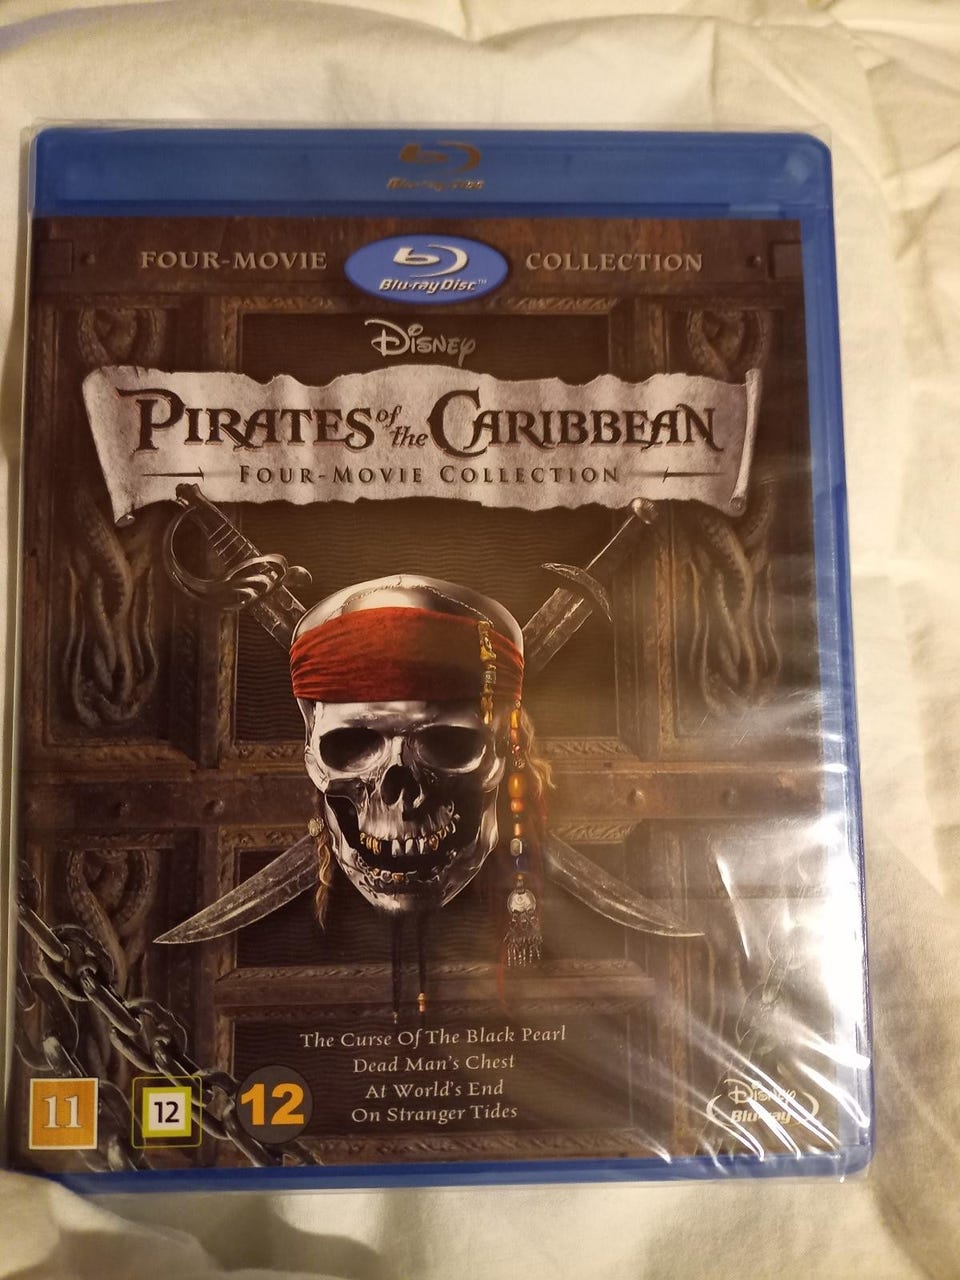 Blu-ray Disc
FOUR-MOVIE
Blu-ray Disc™
COLLECTION
Disney
PIRATES of the CARIBBEAN
FOUR-MOVIE COLLECTION
The Curse Of The Black Pearl
Dead Man's Chest
At World's End
On Stranger Tides
11
12
12
Disney
Blu-ray